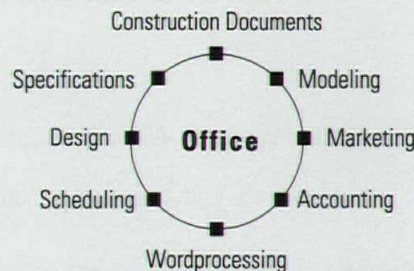 Construction Documents
Specifications
Modeling
Design
Office
Marketing
Scheduling
Accounting
Wordprocessing